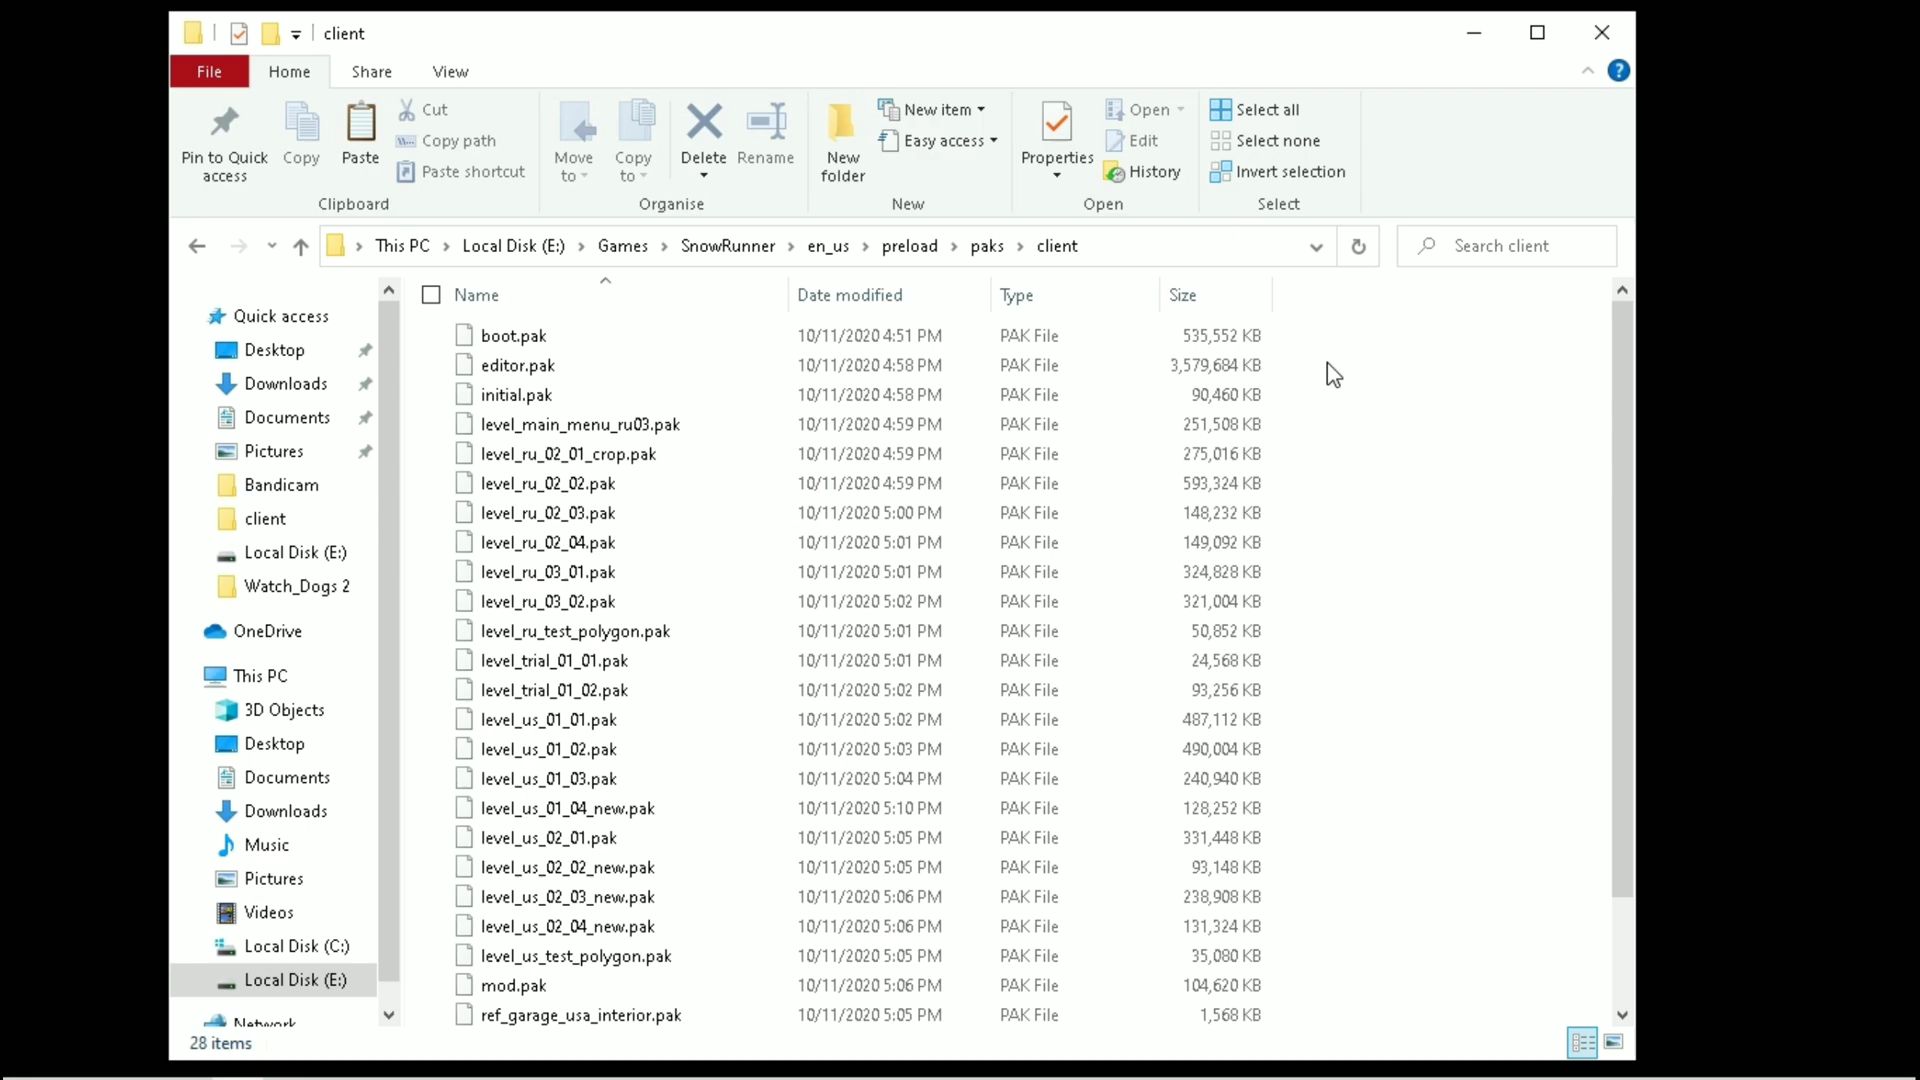 client
File Home Share View
Pin to Quick access
Copy
Paste
Cut
Copy path
Paste shortcut
Clipboard
Move to
Copy to
Delete
Rename
Organise
New folder
New item
Easy access
New
Properties
Open
Edit
History
Open
Select all
Select none
Invert selection
Select
This PC > Local Disk (E:) > Games > SnowRunner > en_us > preload > paks > client
Search client
Quick access
Desktop
Downloads
Documents
Pictures
Bandicam
client
Local Disk (E:)
Watch_Dogs 2
OneDrive
This PC
3D Objects
Desktop
Documents
Downloads
Music
Pictures
Videos
Local Disk (C:)
Local Disk (E:)
Network
Name Date modified Type Size
boot.pak 10/11/2020 4:51 PM PAK File 535,552 KB
editor.pak 10/11/2020 4:58 PM PAK File 3,579,684 KB
initial.pak 10/11/2020 4:58 PM PAK File 90,460 KB
level_main_menu_ru03.pak 10/11/2020 4:59 PM PAK File 251,508 KB
level_ru_02_01_crop.pak 10/11/2020 4:59 PM PAK File 275,016 KB
level_ru_02_02.pak 10/11/2020 4:59 PM PAK File 593,324 KB
level_ru_02_03.pak 10/11/2020 5:00 PM PAK File 148,232 KB
level_ru_02_04.pak 10/11/2020 5:01 PM PAK File 149,092 KB
level_ru_03_01.pak 10/11/2020 5:01 PM PAK File 324,828 KB
level_ru_03_02.pak 10/11/2020 5:02 PM PAK File 321,004 KB
level_ru_test_polygon.pak 10/11/2020 5:01 PM PAK File 50,852 KB
level_trial_01_01.pak 10/11/2020 5:01 PM PAK File 24,568 KB
level_trial_01_02.pak 10/11/2020 5:02 PM PAK File 93,256 KB
level_us_01_01.pak 10/11/2020 5:02 PM PAK File 487,112 KB
level_us_01_02.pak 10/11/2020 5:03 PM PAK File 490,004 KB
level_us_01_03.pak 10/11/2020 5:04 PM PAK File 240,940 KB
level_us_01_04_new.pak 10/11/2020 5:10 PM PAK File 128,252 KB
level_us_02_01.pak 10/11/2020 5:05 PM PAK File 331,448 KB
level_us_02_02_new.pak 10/11/2020 5:05 PM PAK File 93,148 KB
level_us_02_03_new.pak 10/11/2020 5:06 PM PAK File 238,908 KB
level_us_02_04_new.pak 10/11/2020 5:06 PM PAK File 131,324 KB
level_us_test_polygon.pak 10/11/2020 5:05 PM PAK File 35,080 KB
mod.pak 10/11/2020 5:06 PM PAK File 104,620 KB
ref_garage_usa_interior.pak 10/11/2020 5:05 PM PAK File 1,568 KB
28 items